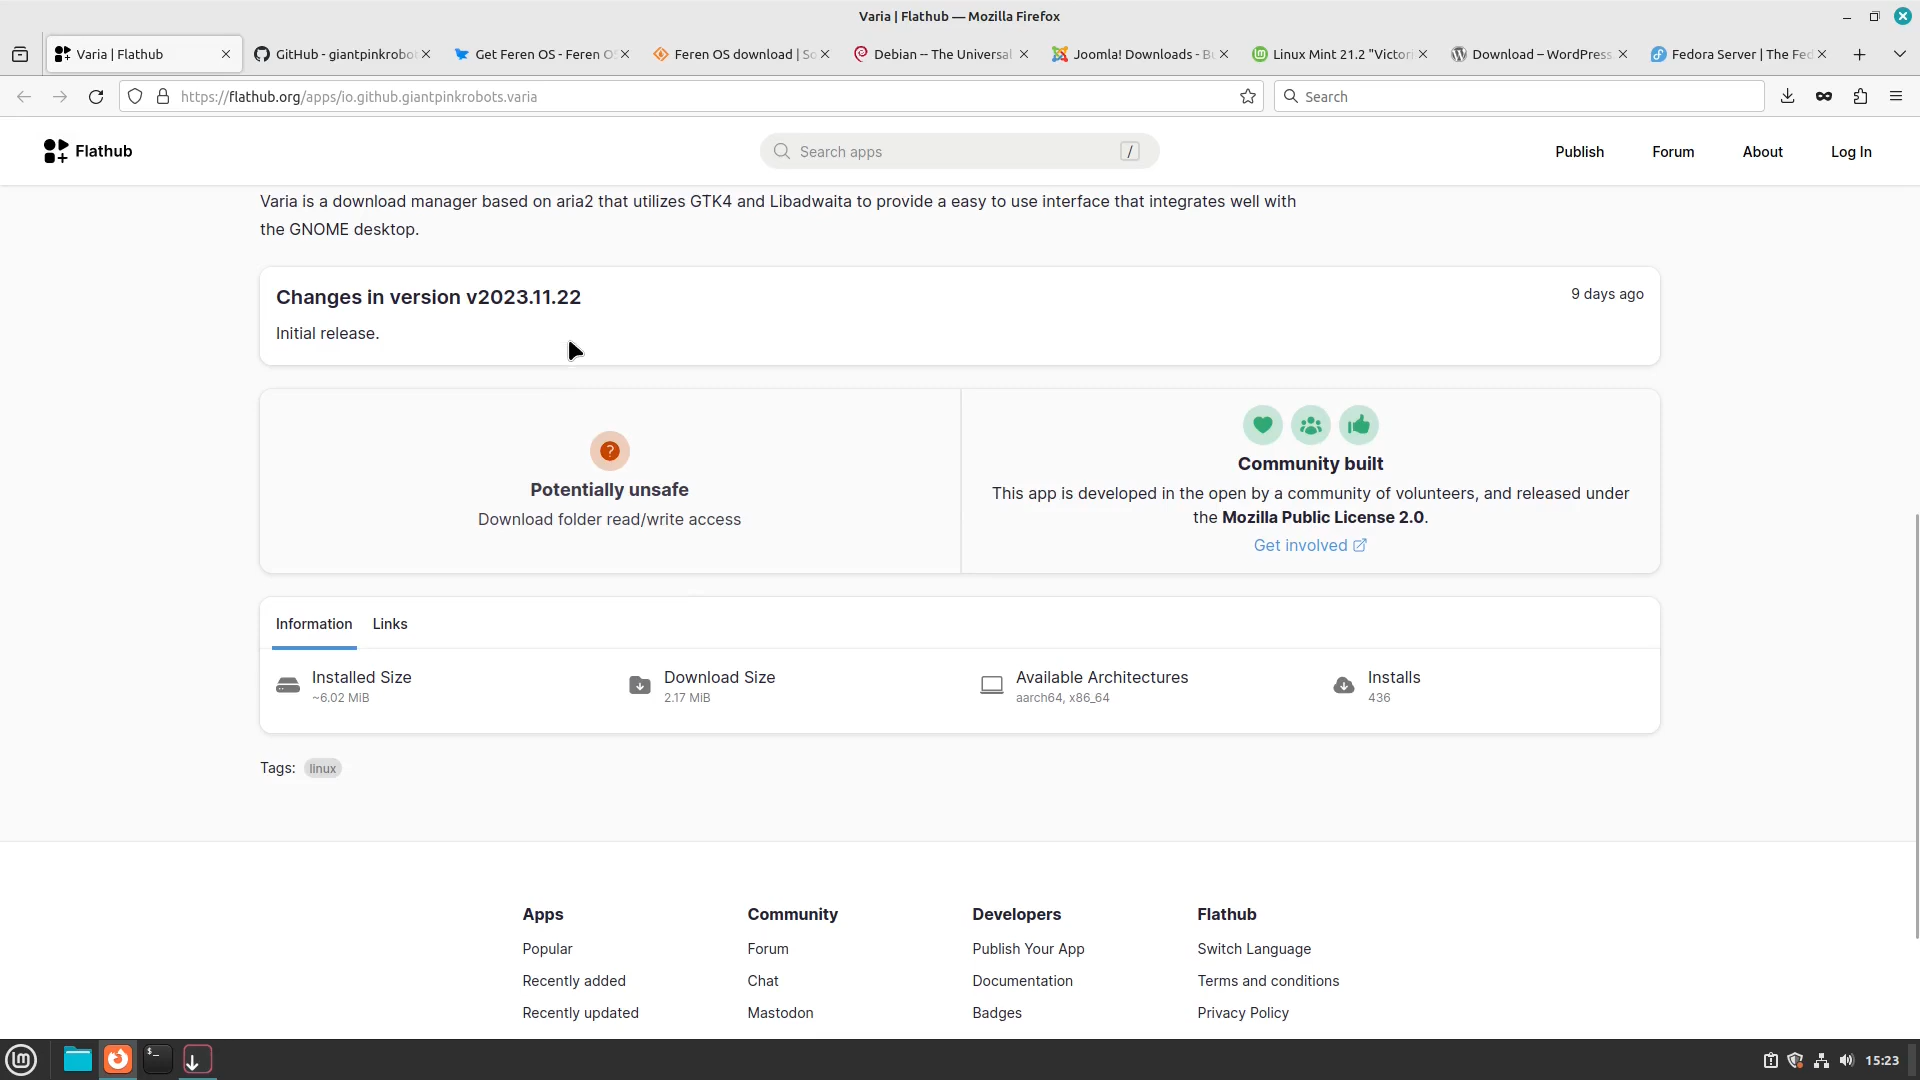 Varia | Flathub — Mozilla Firefox
Varia | Flathub
GitHub - giantpinkrobo
Get Feren OS - Feren O
Feren OS download | So
Debian -- The Universal
Joomla! Downloads - Bu
Linux Mint 21.2 "Victori
Download – WordPress.
Fedora Server | The Fed
https://flathub.org/apps/io.github.giantpinkrobots.varia
Search
Flathub
Search apps
/
Publish
Forum
About
Log In
Varia is a download manager based on aria2 that utilizes GTK4 and Libadwaita to provide a easy to use interface that integrates well with
the GNOME desktop.
Changes in version v2023.11.22
9 days ago
Initial release.
?
Potentially unsafe
Download folder read/write access
Community built
This app is developed in the open by a community of volunteers, and released under
the Mozilla Public License 2.0.
Get involved
Information
Links
Installed Size
~6.02 MiB
Download Size
2.17 MiB
Available Architectures
aarch64, x86_64
Installs
436
Tags:
linux
Apps
Community
Developers
Flathub
Popular
Forum
Publish Your App
Switch Language
Recently added
Chat
Documentation
Terms and conditions
Recently updated
Mastodon
Badges
Privacy Policy
15:23